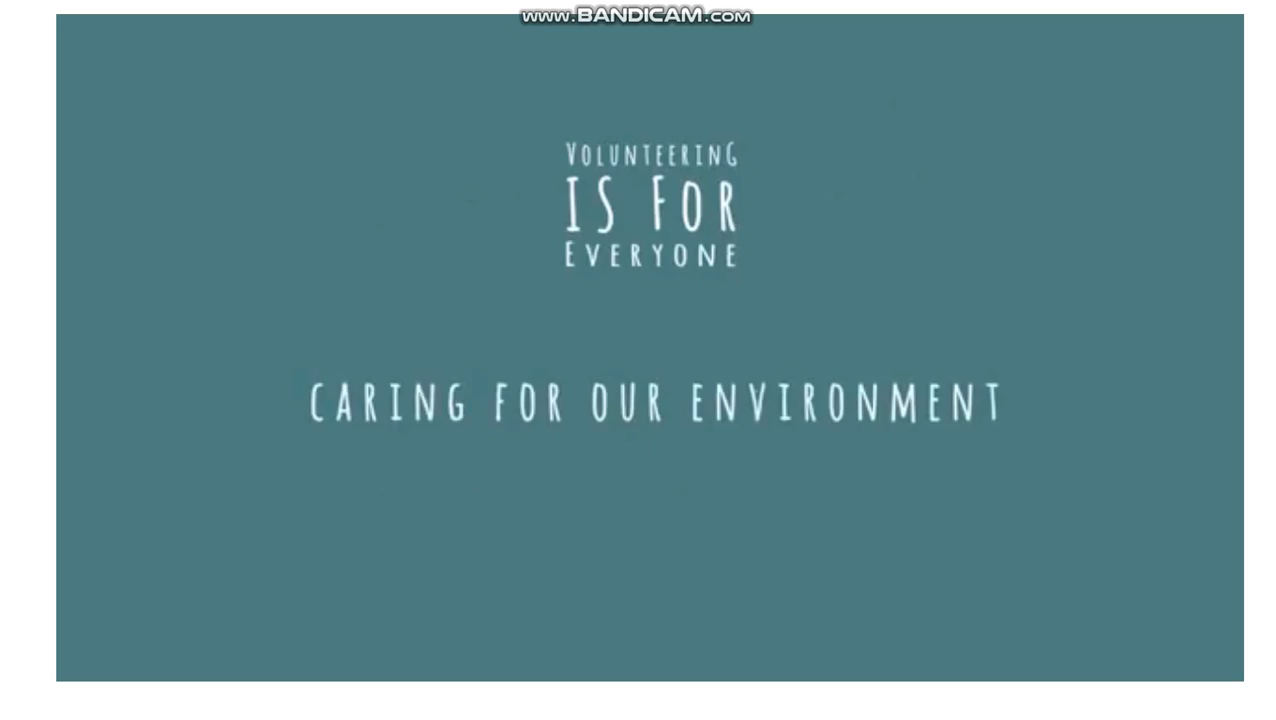 www.BANDICAM.com
VOLUNTEERING
IS FOR
EVERYONE
CARING FOR OUR ENVIRONMENT